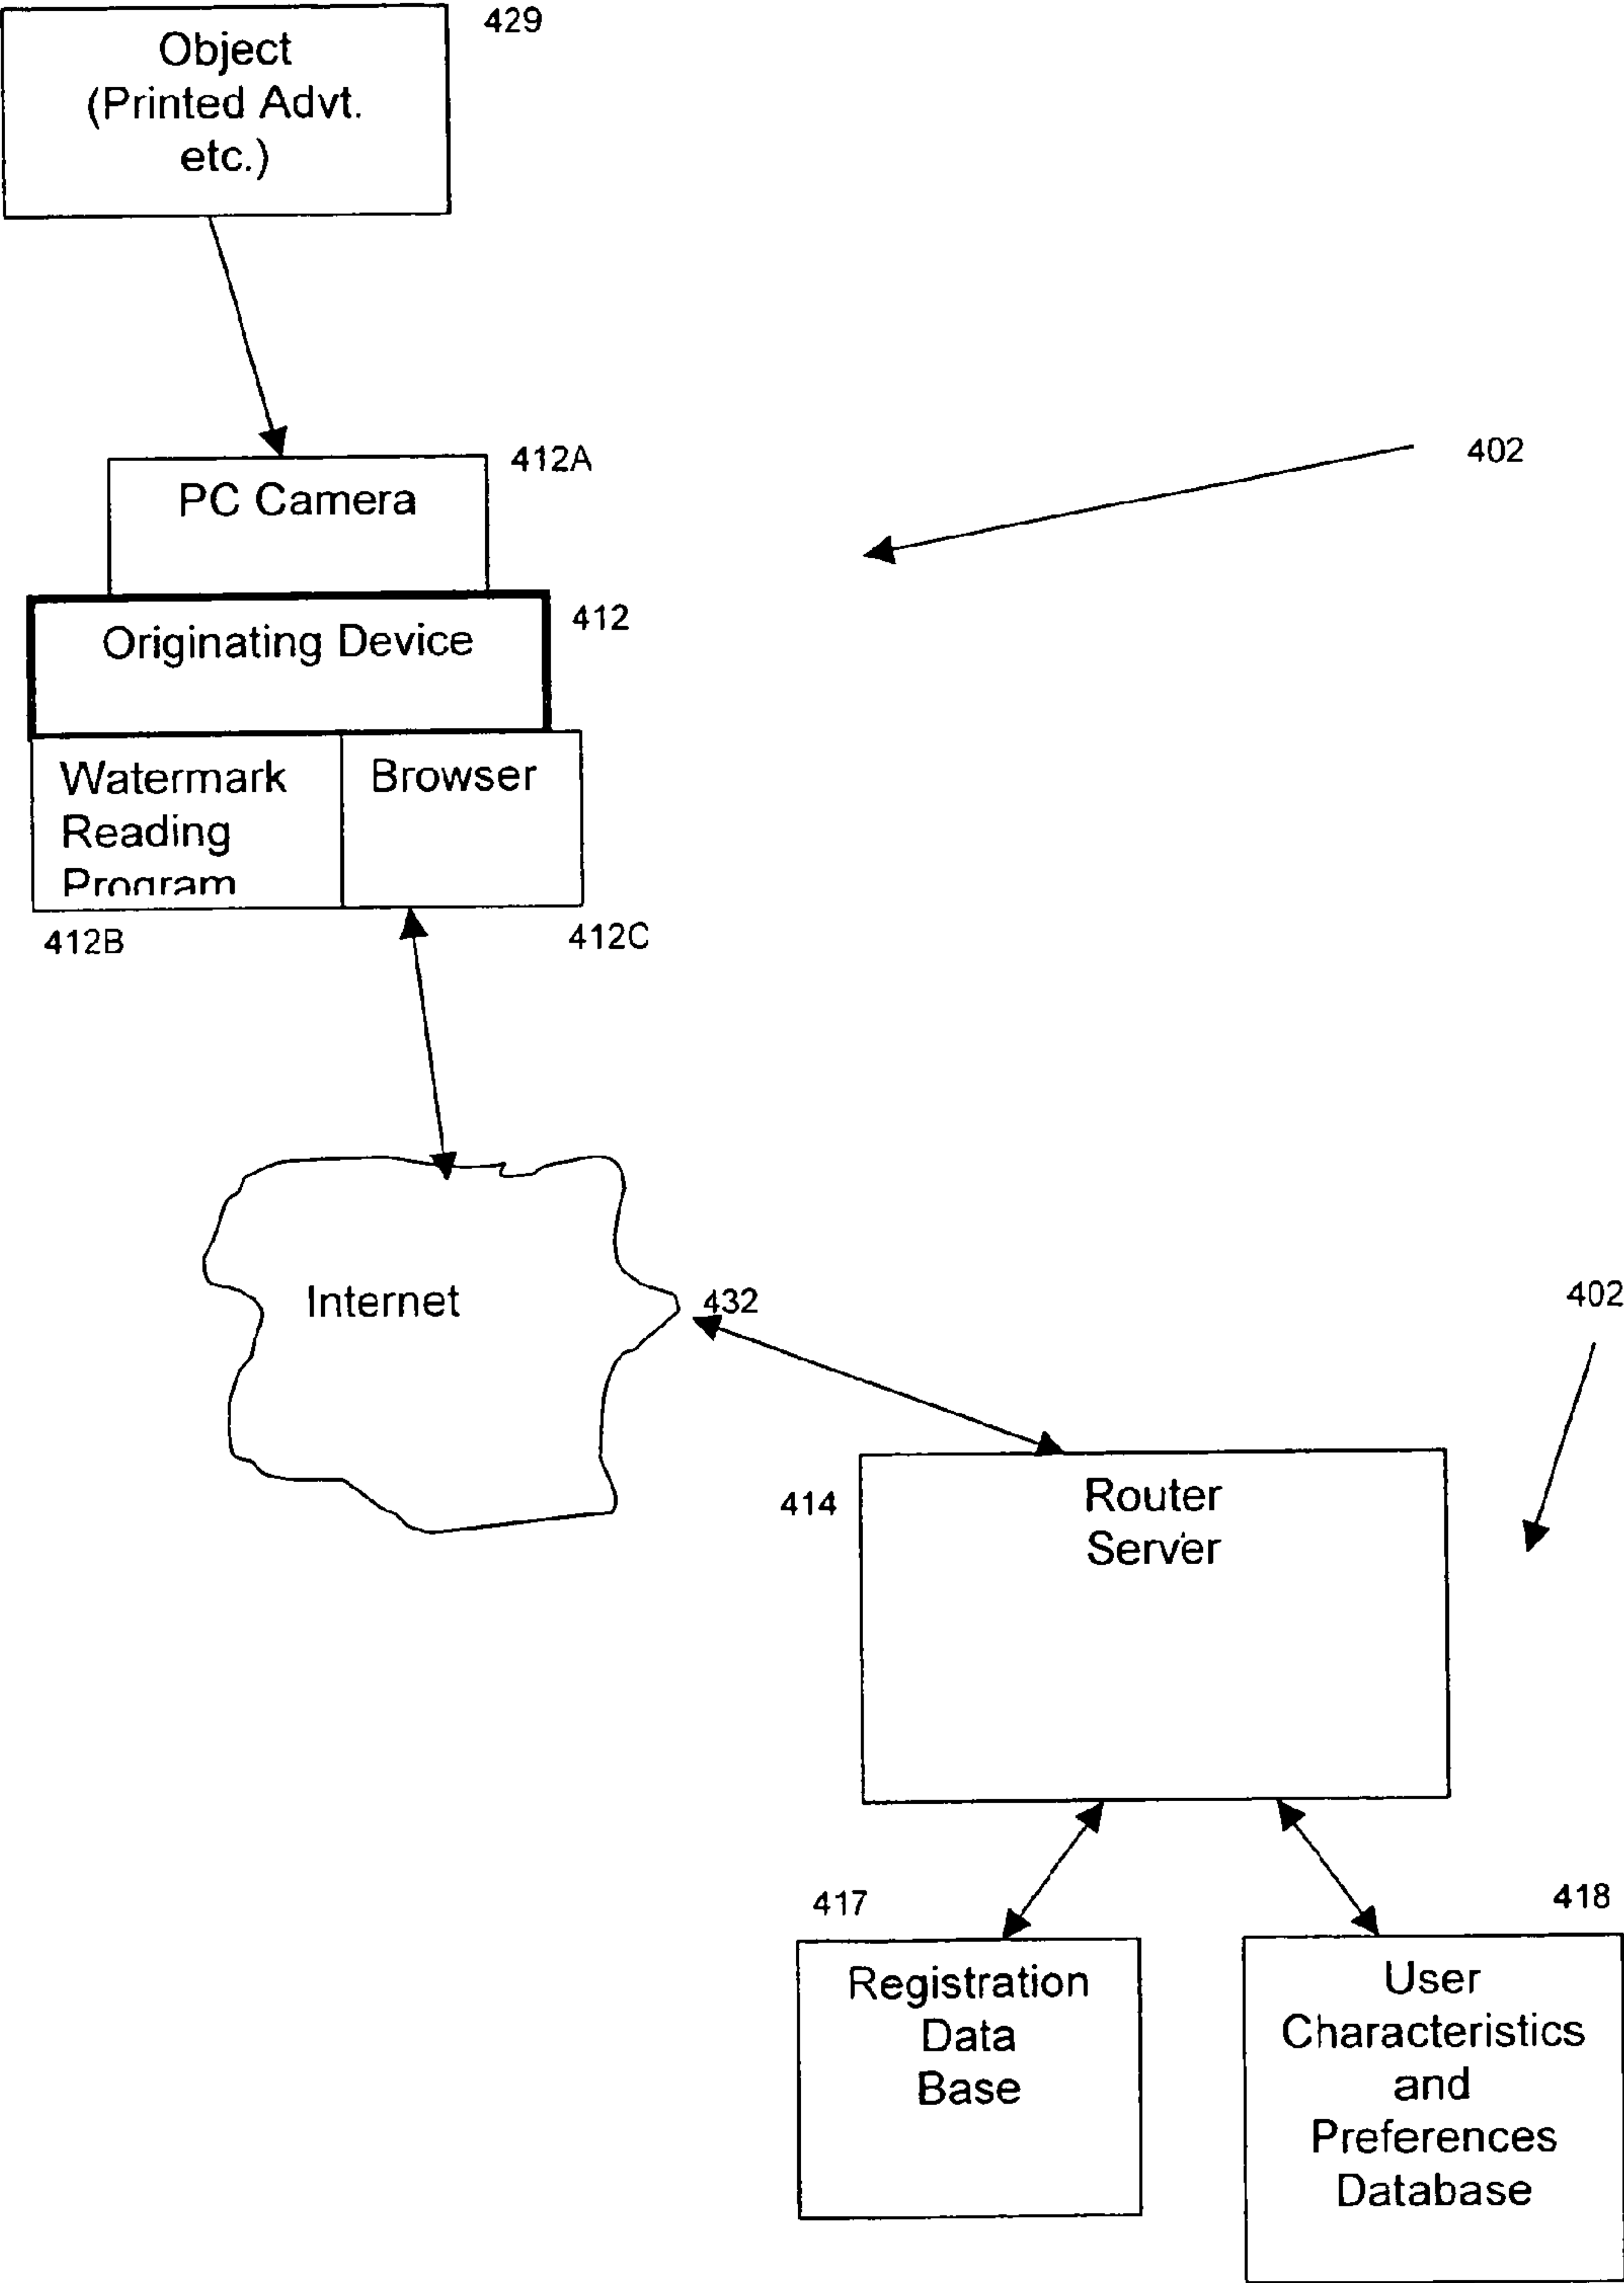 429
Object
(Printed Advt.
etc.)
412A
PC Camera
402
412
Originating Device
Watermark
Reading
Program
Browser
412B
412C
Internet
432
402
414
Router
Server
417
418
Registration
Data
Base
User
Characteristics
and
Preferences
Database